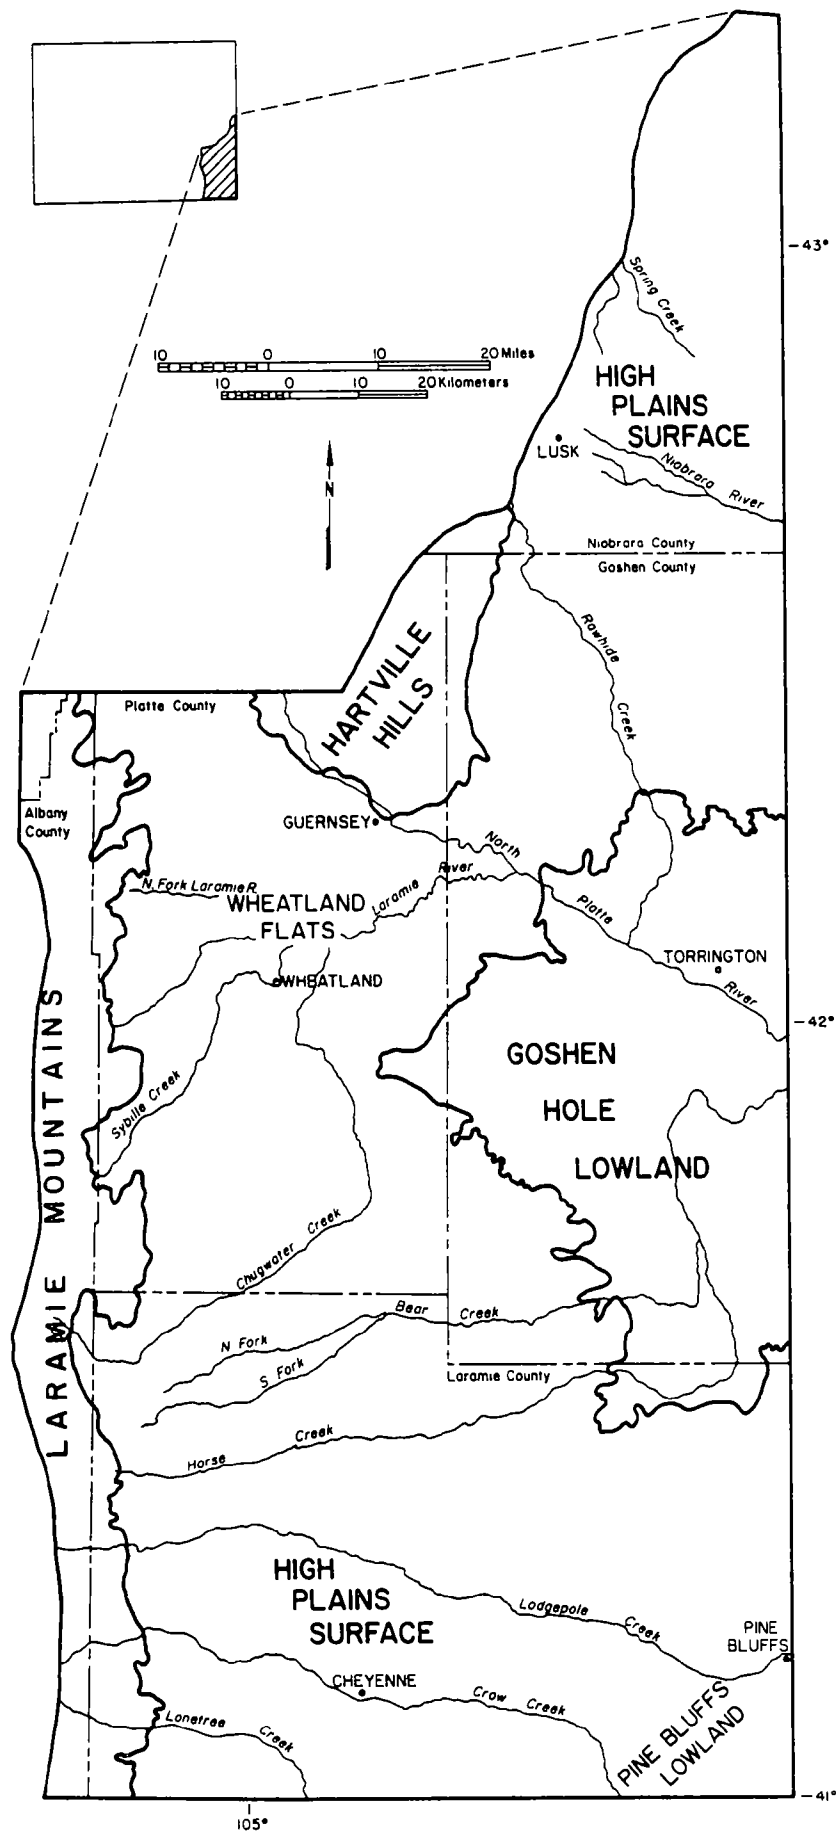 43°
Spring Creek
10 0 10 20 Miles
10 0 10 20 Kilometers
HIGH
PLAINS
SURFACE
LUSK
Niobrara River
N
Niobrara County
Goshen County
Rawhide Creek
HARTVILLE
HILLS
Platte County
Albany
County
GUERNSEY
North Platte River
N. Fork Laramie R.
Laramie River
WHEATLAND
FLATS
TORRINGTON
WHEATLAND
42°
GOSHEN
HOLE
LOWLAND
LARAMIE MOUNTAINS
Sybille Creek
Chugwater Creek
Bear Creek
N Fork
S Fork
Laramie County
Horse Creek
HIGH
PLAINS
SURFACE
Lodgepole Creek
PINE
BLUFFS
CHEYENNE
Crow Creek
PINE BLUFFS
LOWLAND
Lonetree Creek
41°
105°